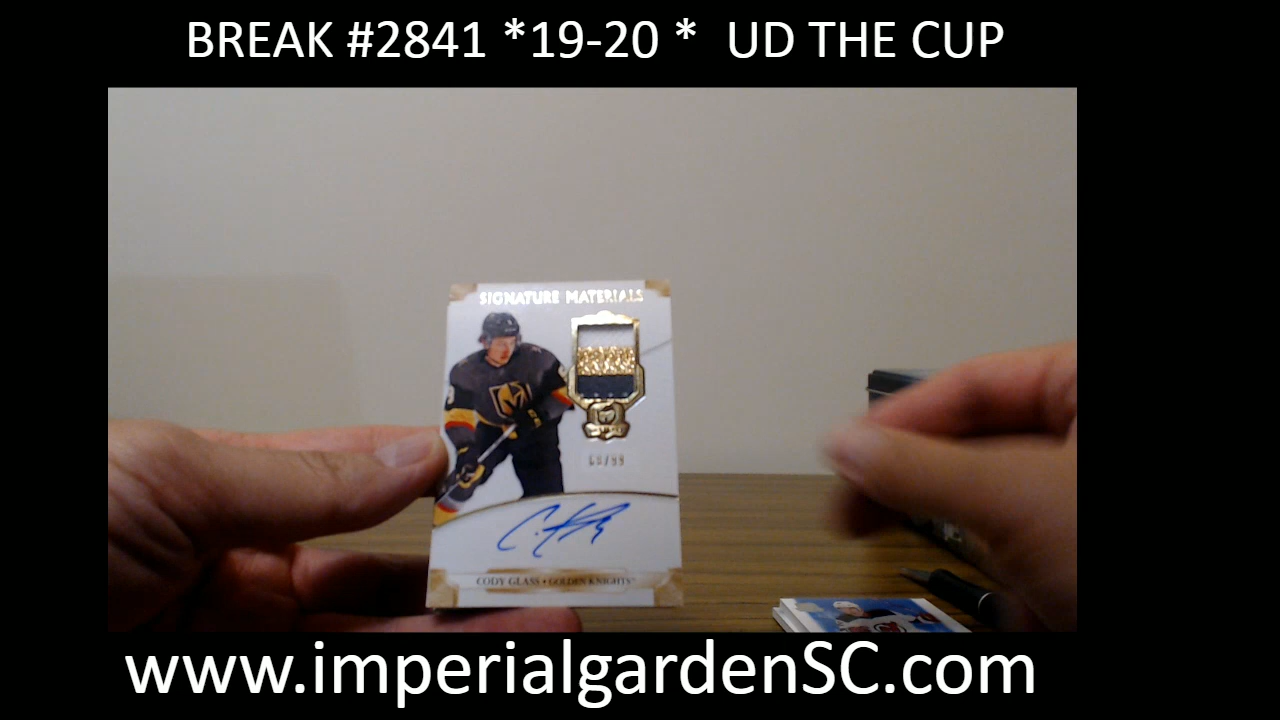 BREAK #2841 *19-20 * UD THE CUP
SIGNATURE MATERIALS
CODY GLASS • GOLDEN KNIGHTS
www.imperialgardenSC.com